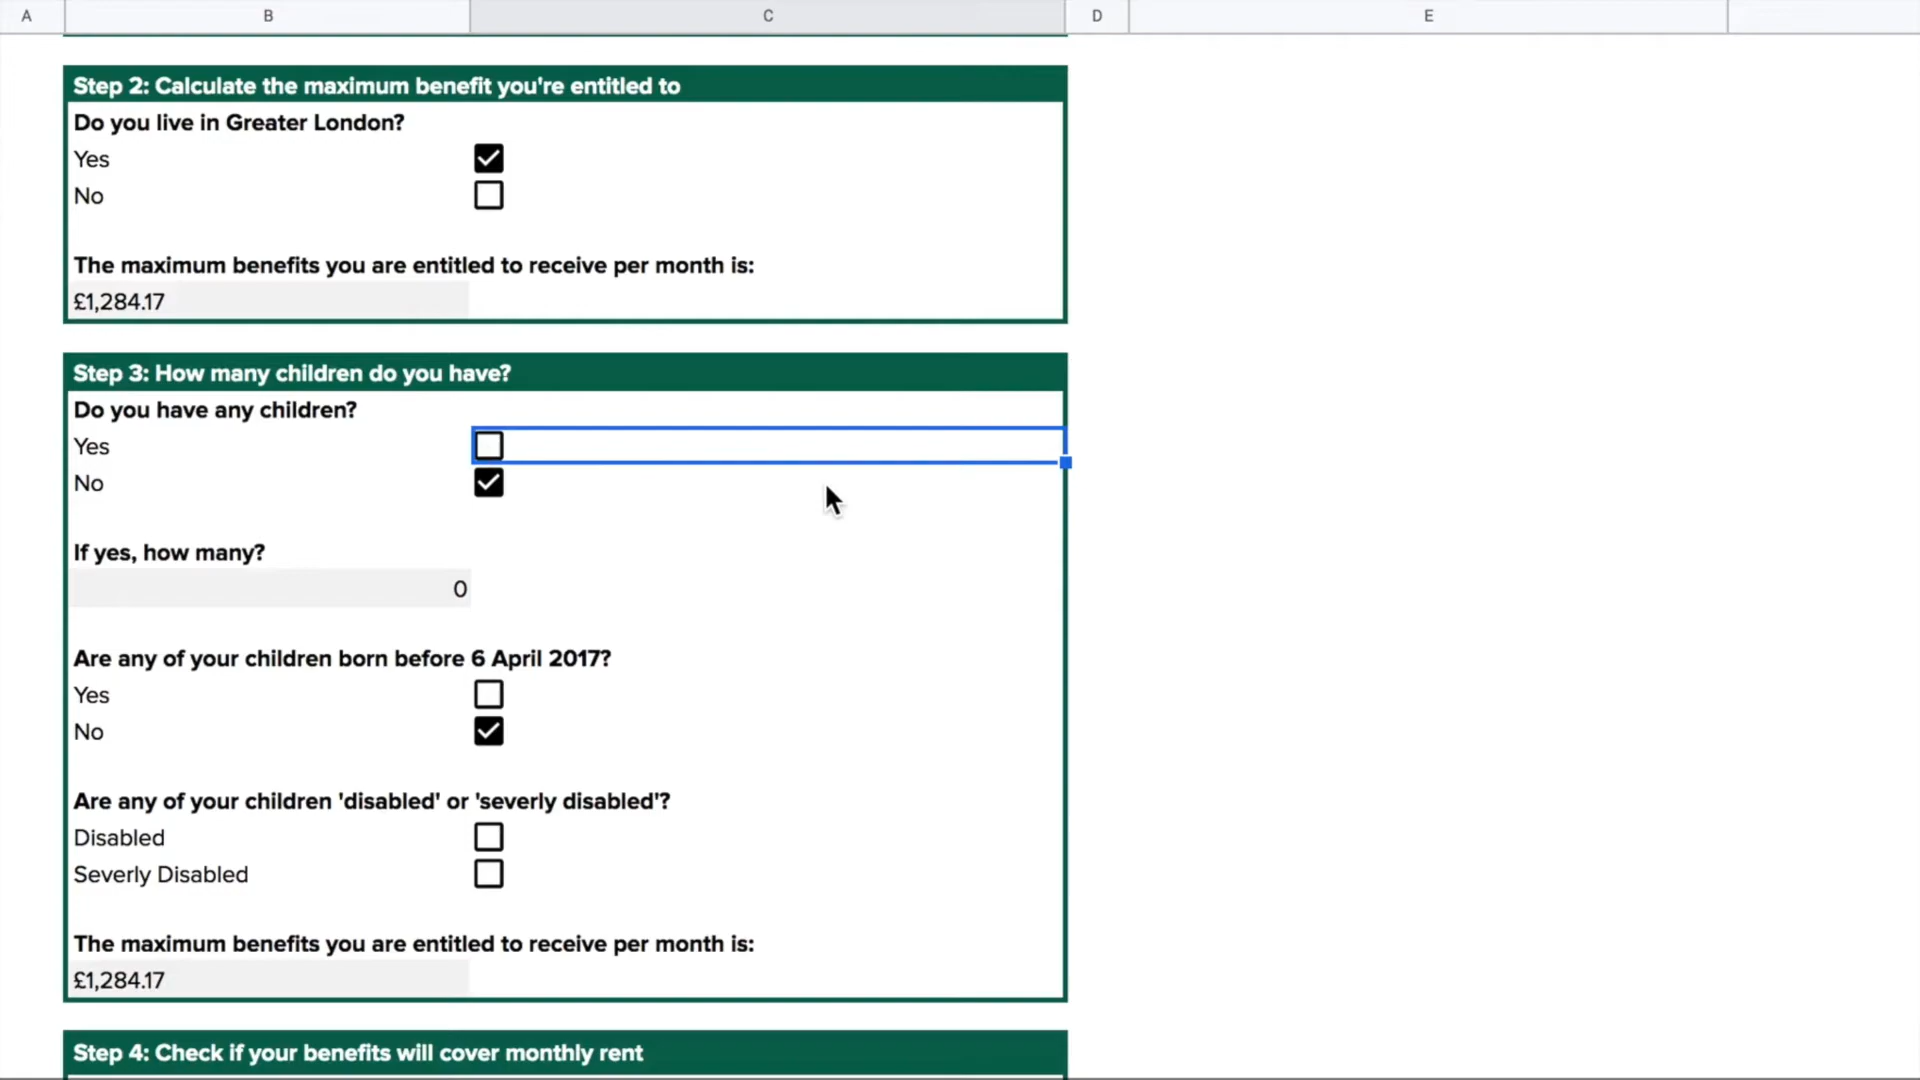 A B C D E
Step 2: Calculate the maximum benefit you're entitled to
Do you live in Greater London?
Yes
No
The maximum benefits you are entitled to receive per month is:
£1,284.17
Step 3: How many children do you have?
Do you have any children?
Yes
No
If yes, how many?
0
Are any of your children born before 6 April 2017?
Yes
No
Are any of your children 'disabled' or 'severly disabled'?
Disabled
Severly Disabled
The maximum benefits you are entitled to receive per month is:
£1,284.17
Step 4: Check if your benefits will cover monthly rent